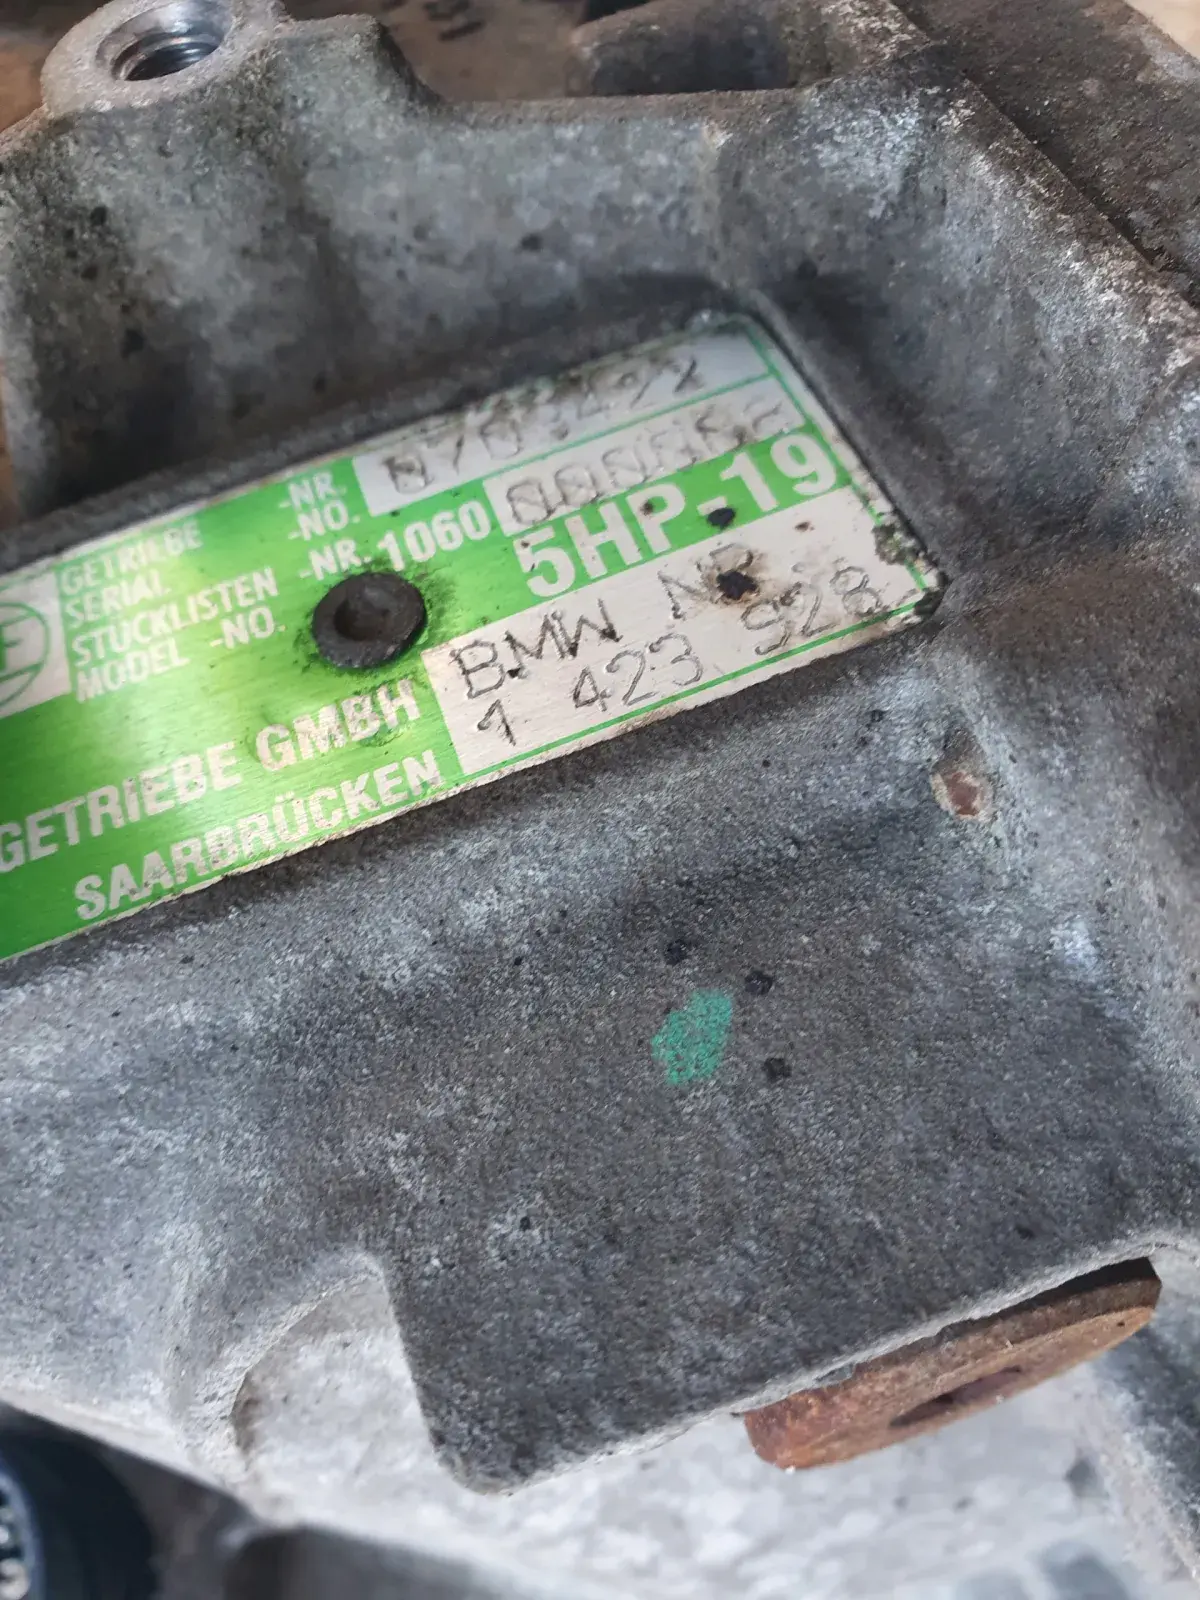 GETRIEBE -NR.
SERIAL -NO.
STÜCKLISTEN -NR. 1060
MODEL -NO.
5HP-19
BMW NR
1 423 928
GETRIEBE GMBH
SAARBRÜCKEN